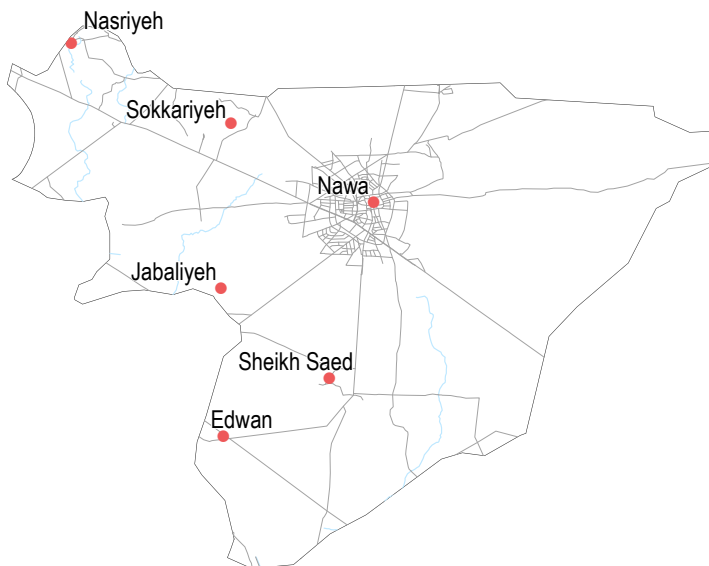 Nasriyeh
Sokkariyeh
Nawa
Jabaliyeh
Sheikh Saed
Edwan